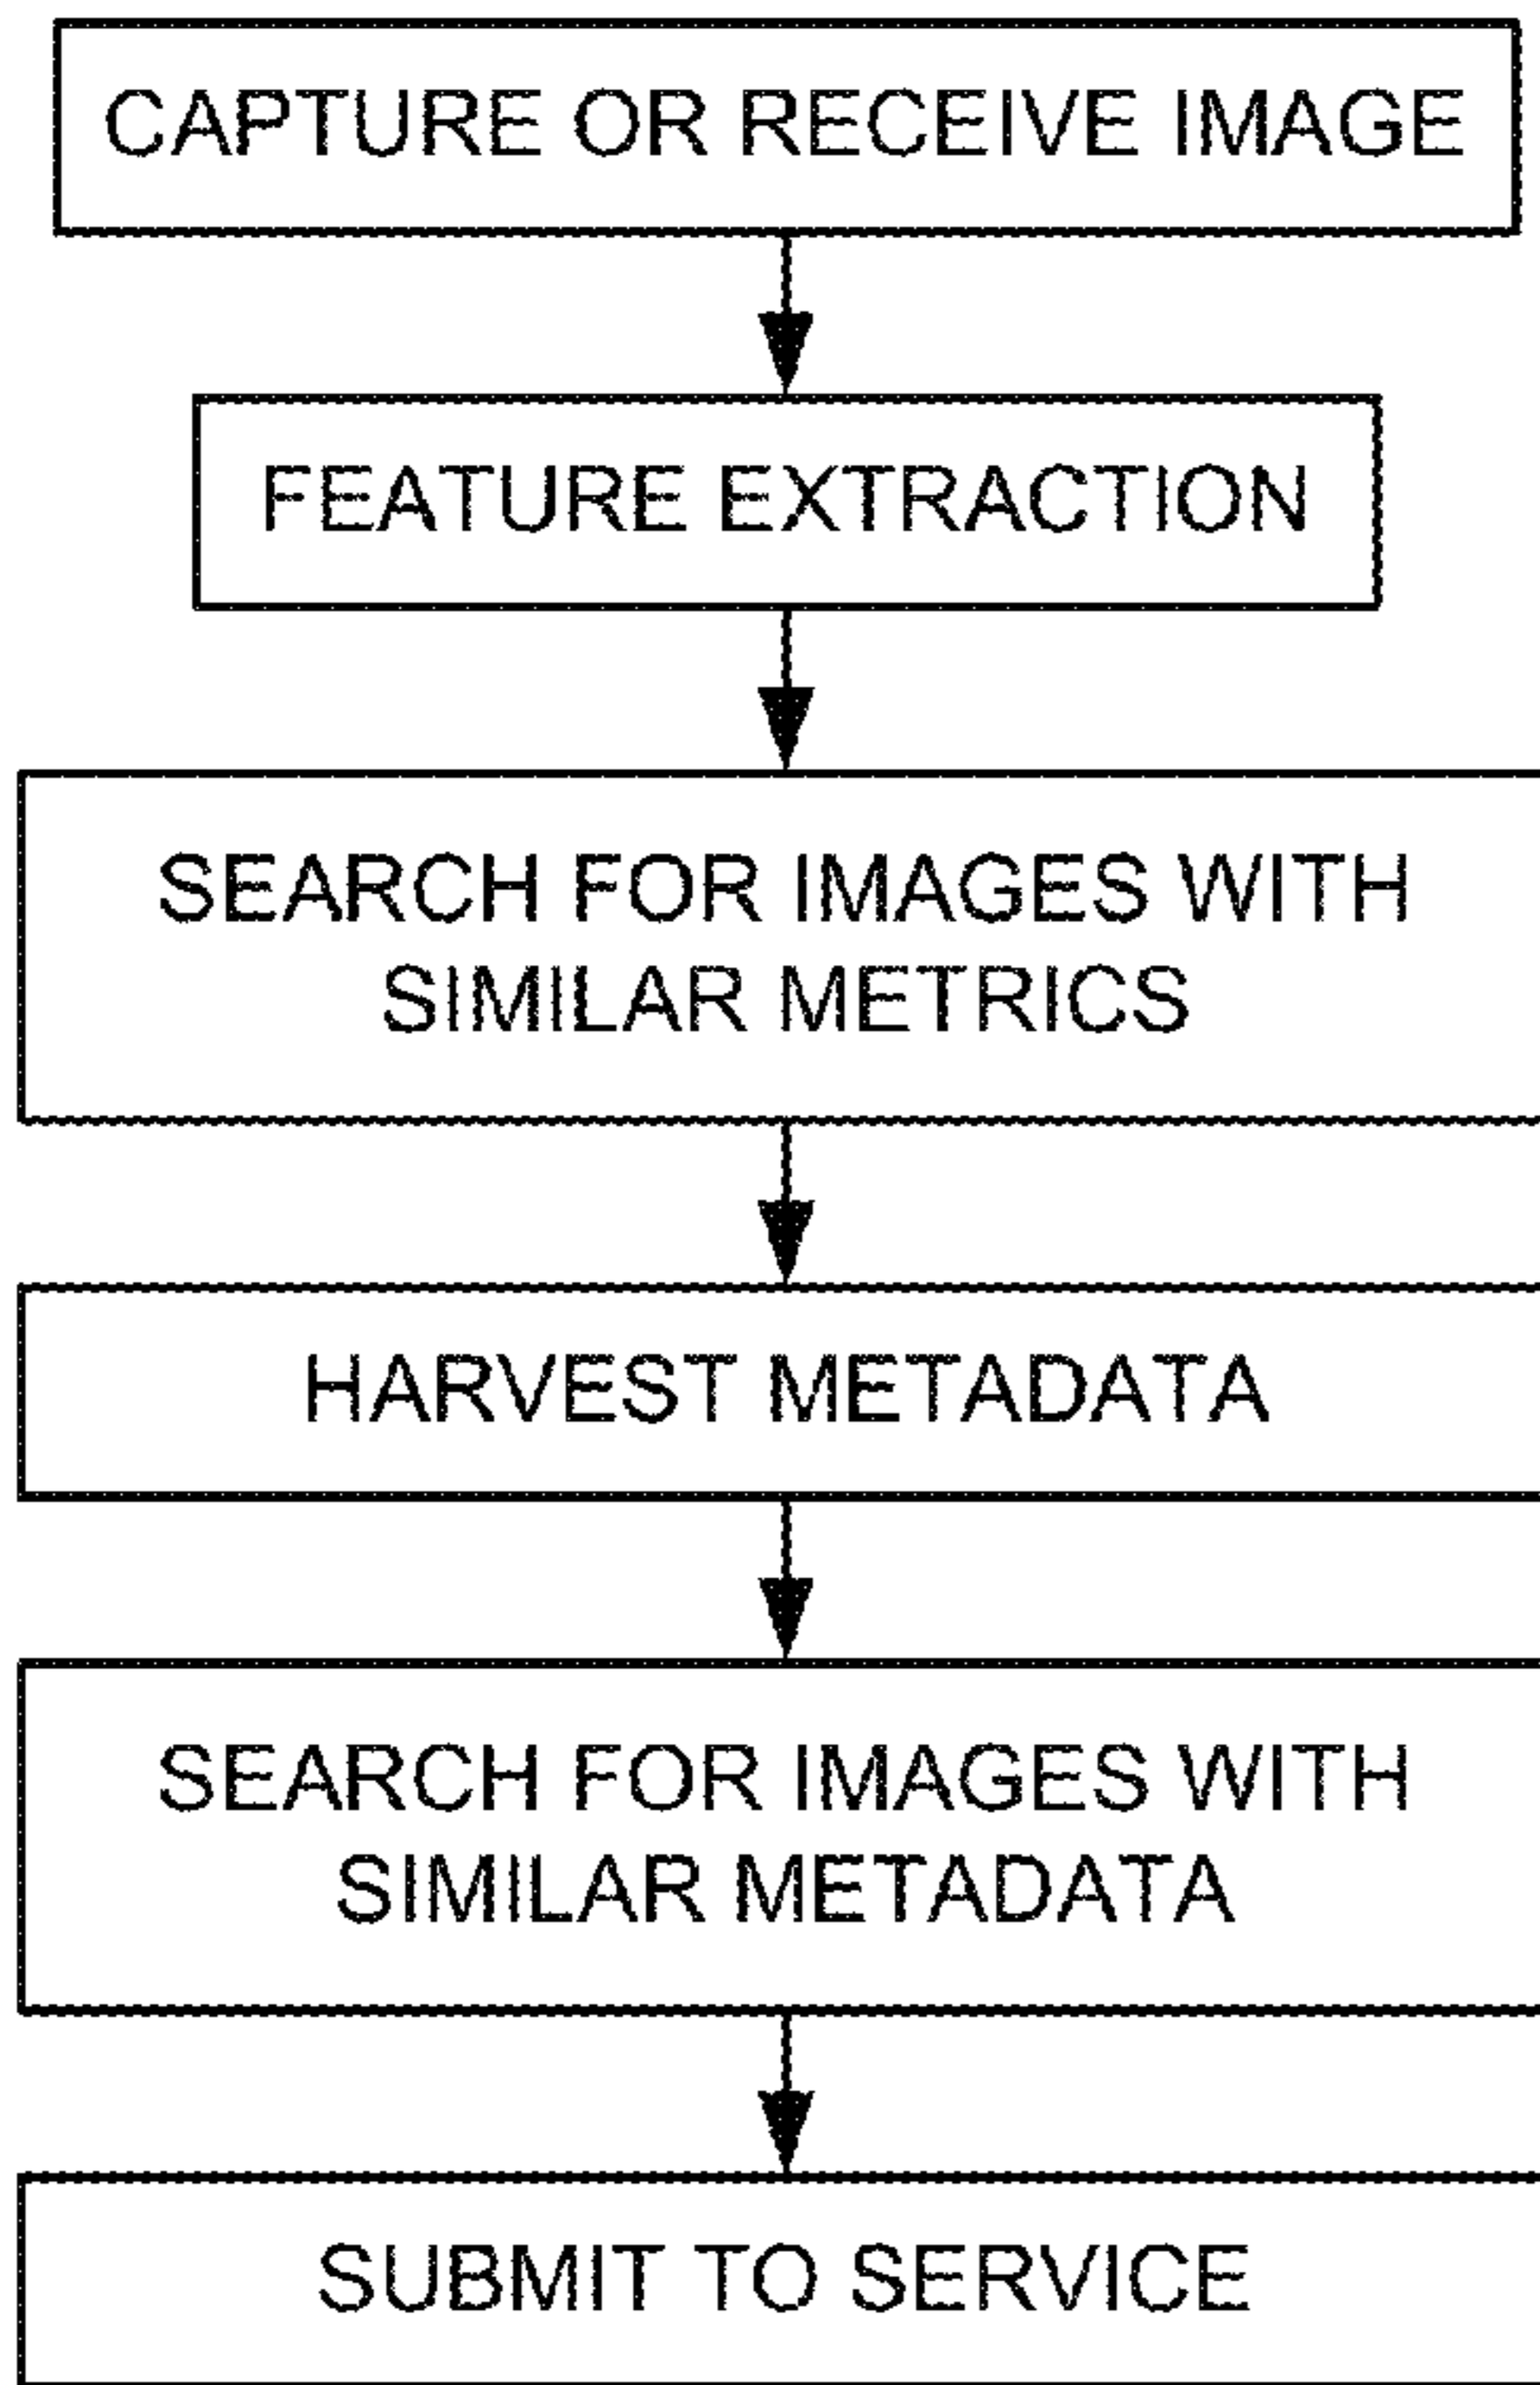 CAPTURE OR RECEIVE IMAGE
FEATURE EXTRACTION
SEARCH FOR IMAGES WITH
SIMILAR METRICS
HARVEST METADATA
SEARCH FOR IMAGES WITH
SIMILAR METADATA
SUBMIT TO SERVICE